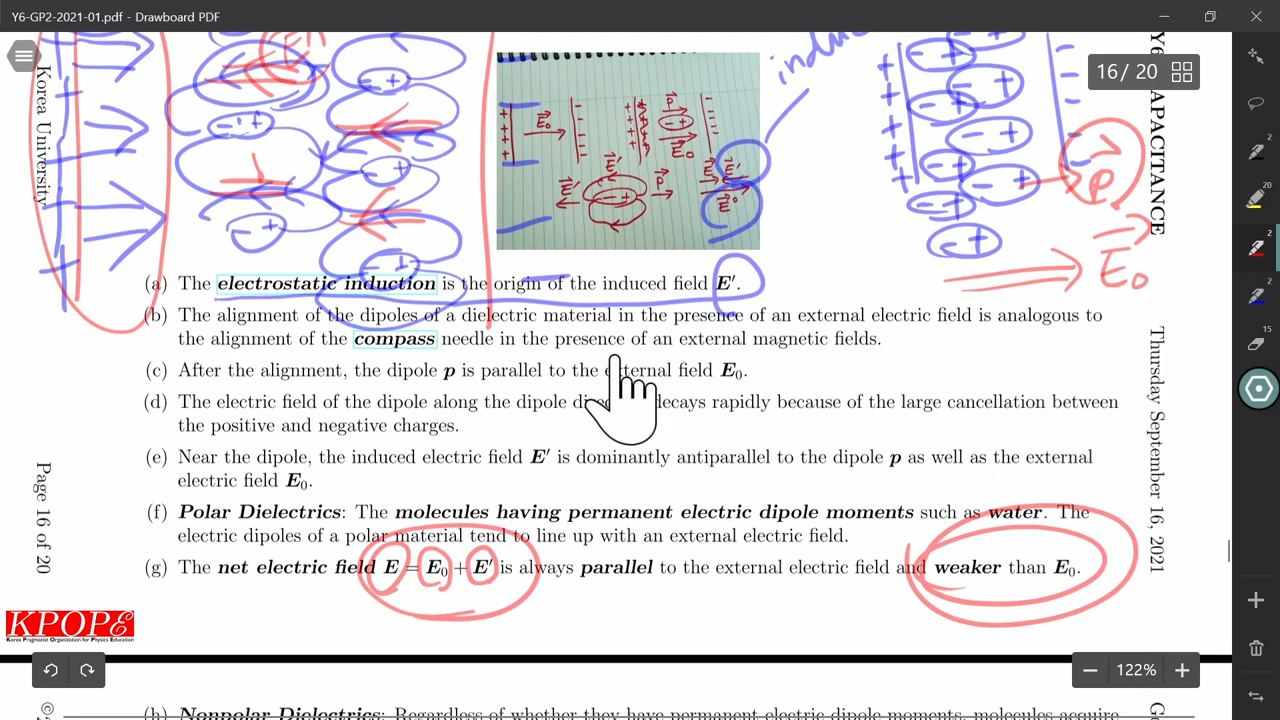 Y6-GP2-2021-01.pdf - Drawboard PDF
16 / 20
Korea University
Page 16 of 20
Thursday September 16, 2021
Y6
APACITANCE
induc
E₀
p
(a) The electrostatic induction is the origin of the induced field E′.
(b) The alignment of the dipoles of a dielectric material in the presence of an external electric field is analogous to
the alignment of the compass needle in the presence of an external magnetic fields.
(c) After the alignment, the dipole p is parallel to the external field E₀.
(d) The electric field of the dipole along the dipole decays rapidly because of the large cancellation between
the positive and negative charges.
(e) Near the dipole, the induced electric field E′ is dominantly antiparallel to the dipole p as well as the external
electric field E₀.
(f) Polar Dielectrics: The molecules having permanent electric dipole moments such as water. The
electric dipoles of a polar material tend to line up with an external electric field.
(g) The net electric field E = E₀ + E′ is always parallel to the external electric field and weaker than E₀.
KPOPE
Korea Pragmatist Organization for Physics Education
122%
(h) Nonpolar Dielectrics: Regardless of whether they have permanent electric dipole moments, molecules acquire